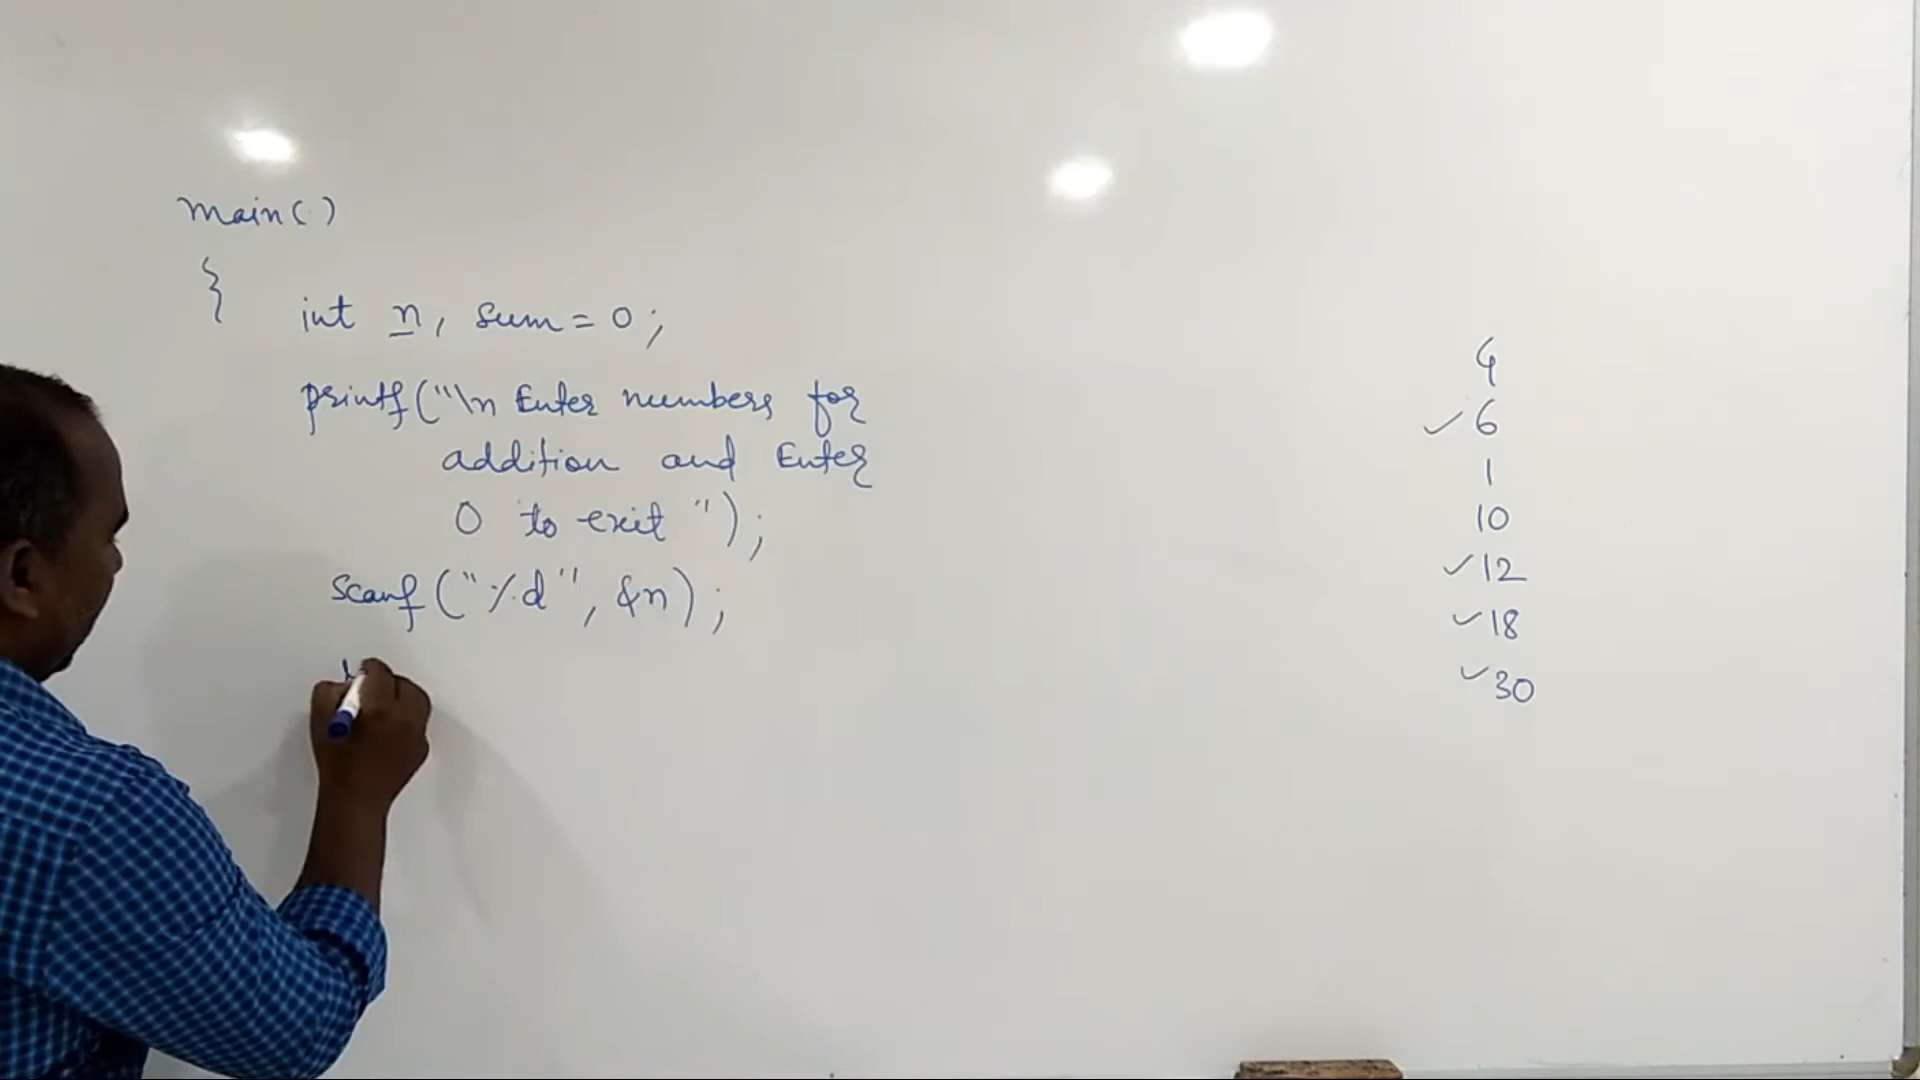 main()
{
int n, sum = 0;
printf("\n Enter numbers for
addition and Enter
0 to exit");
scanf("%d", &n);
4
✓ 6
1
10
✓ 12
✓ 18
✓ 30